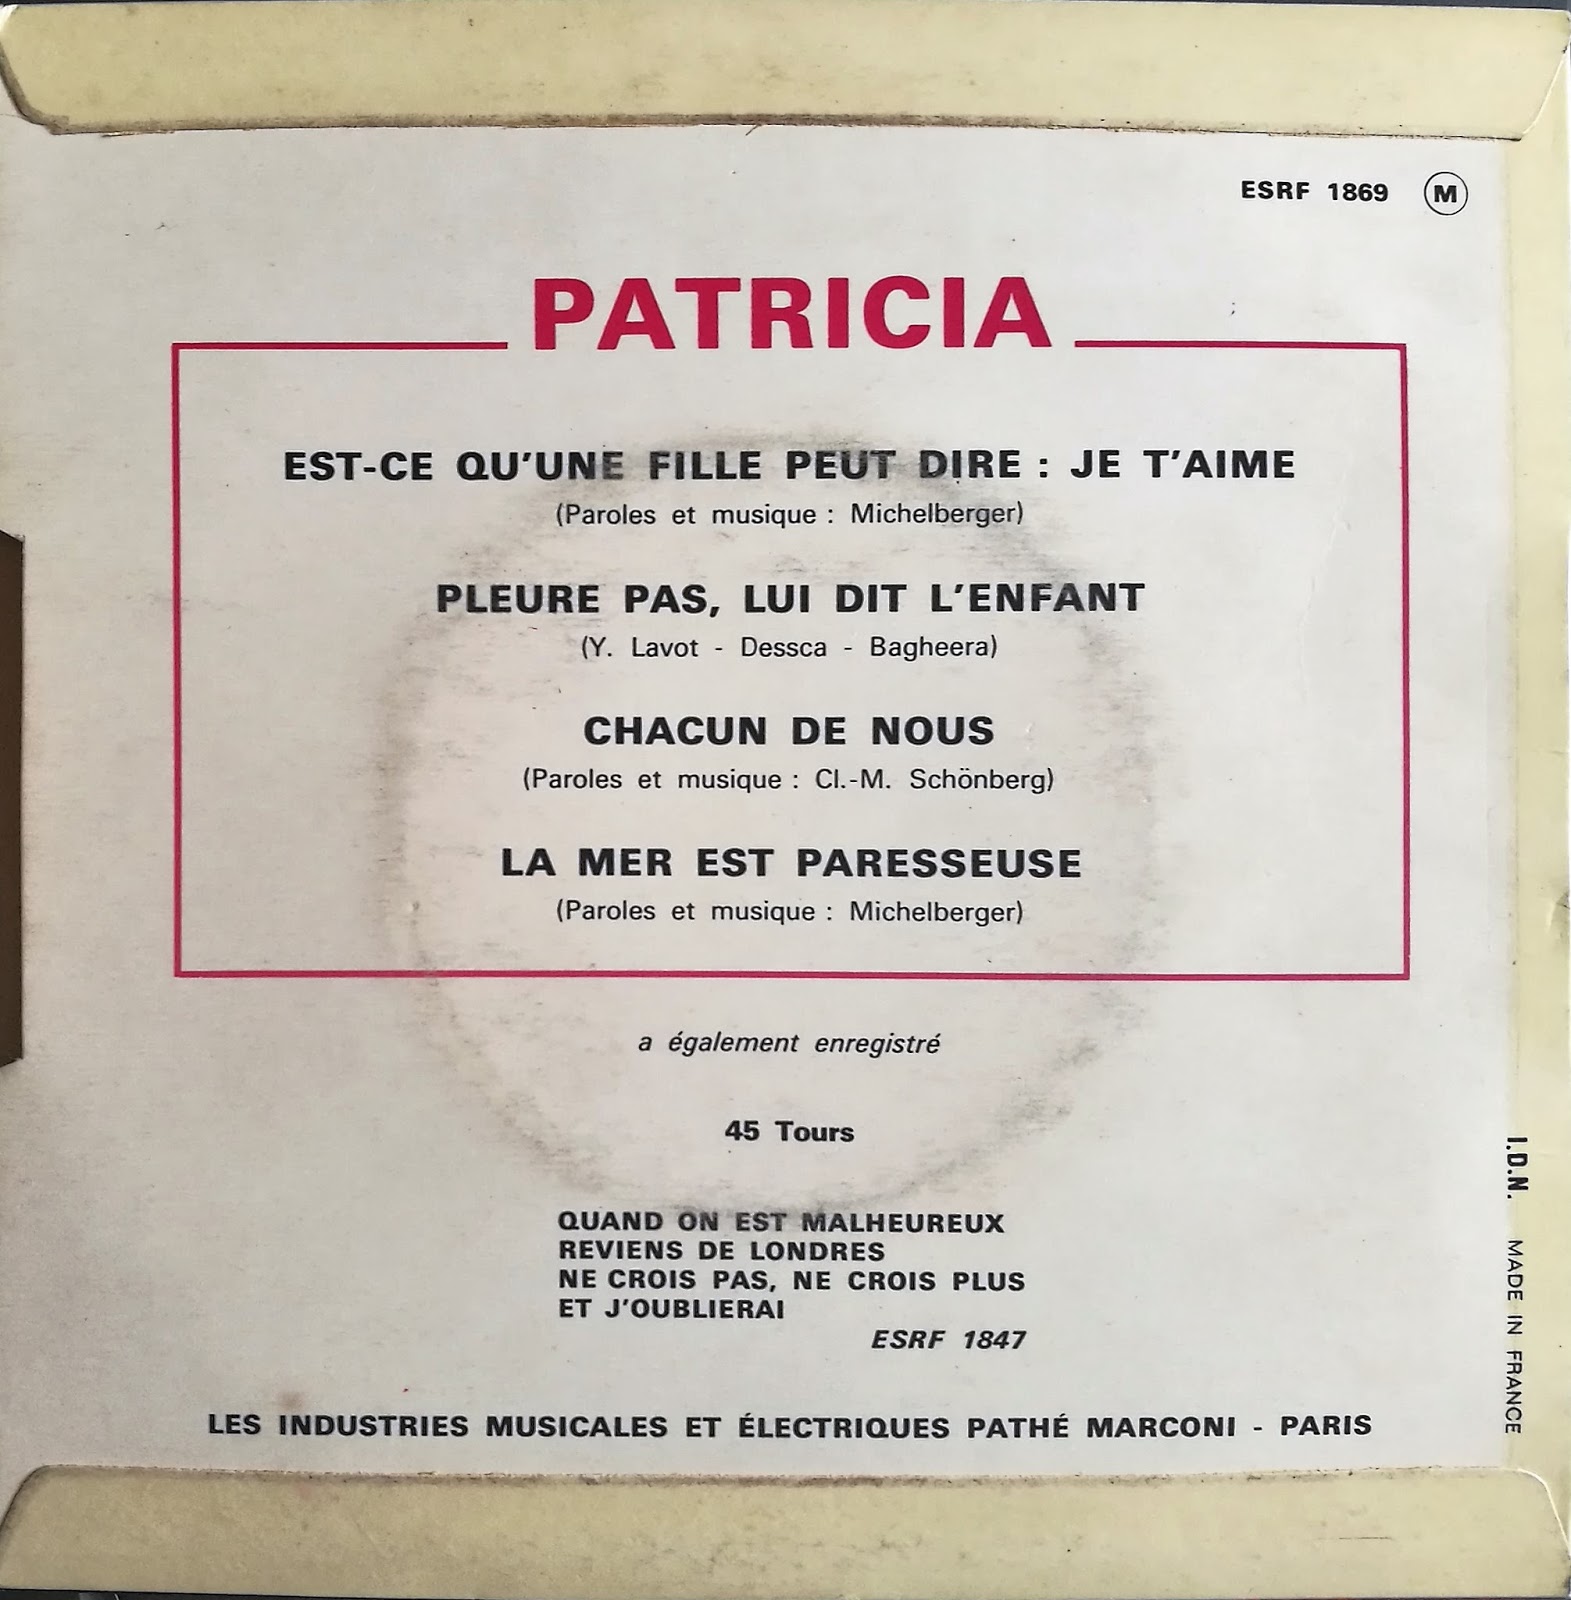 ESRF 1869 M
PATRICIA
EST-CE QU'UNE FILLE PEUT DIRE : JE T'AIME
(Paroles et musique : Michelberger)
PLEURE PAS, LUI DIT L'ENFANT
(Y. Lavot - Dessca - Bagheera)
CHACUN DE NOUS
(Paroles et musique : Cl.-M. Schönberg)
LA MER EST PARESSEUSE
(Paroles et musique : Michelberger)
a également enregistré
45 Tours
QUAND ON EST MALHEUREUX
REVIENS DE LONDRES
NE CROIS PAS, NE CROIS PLUS
ET J'OUBLIERAI
ESRF 1847
LES INDUSTRIES MUSICALES ET ÉLECTRIQUES PATHÉ MARCONI - PARIS
I.D.N. MADE IN FRANCE